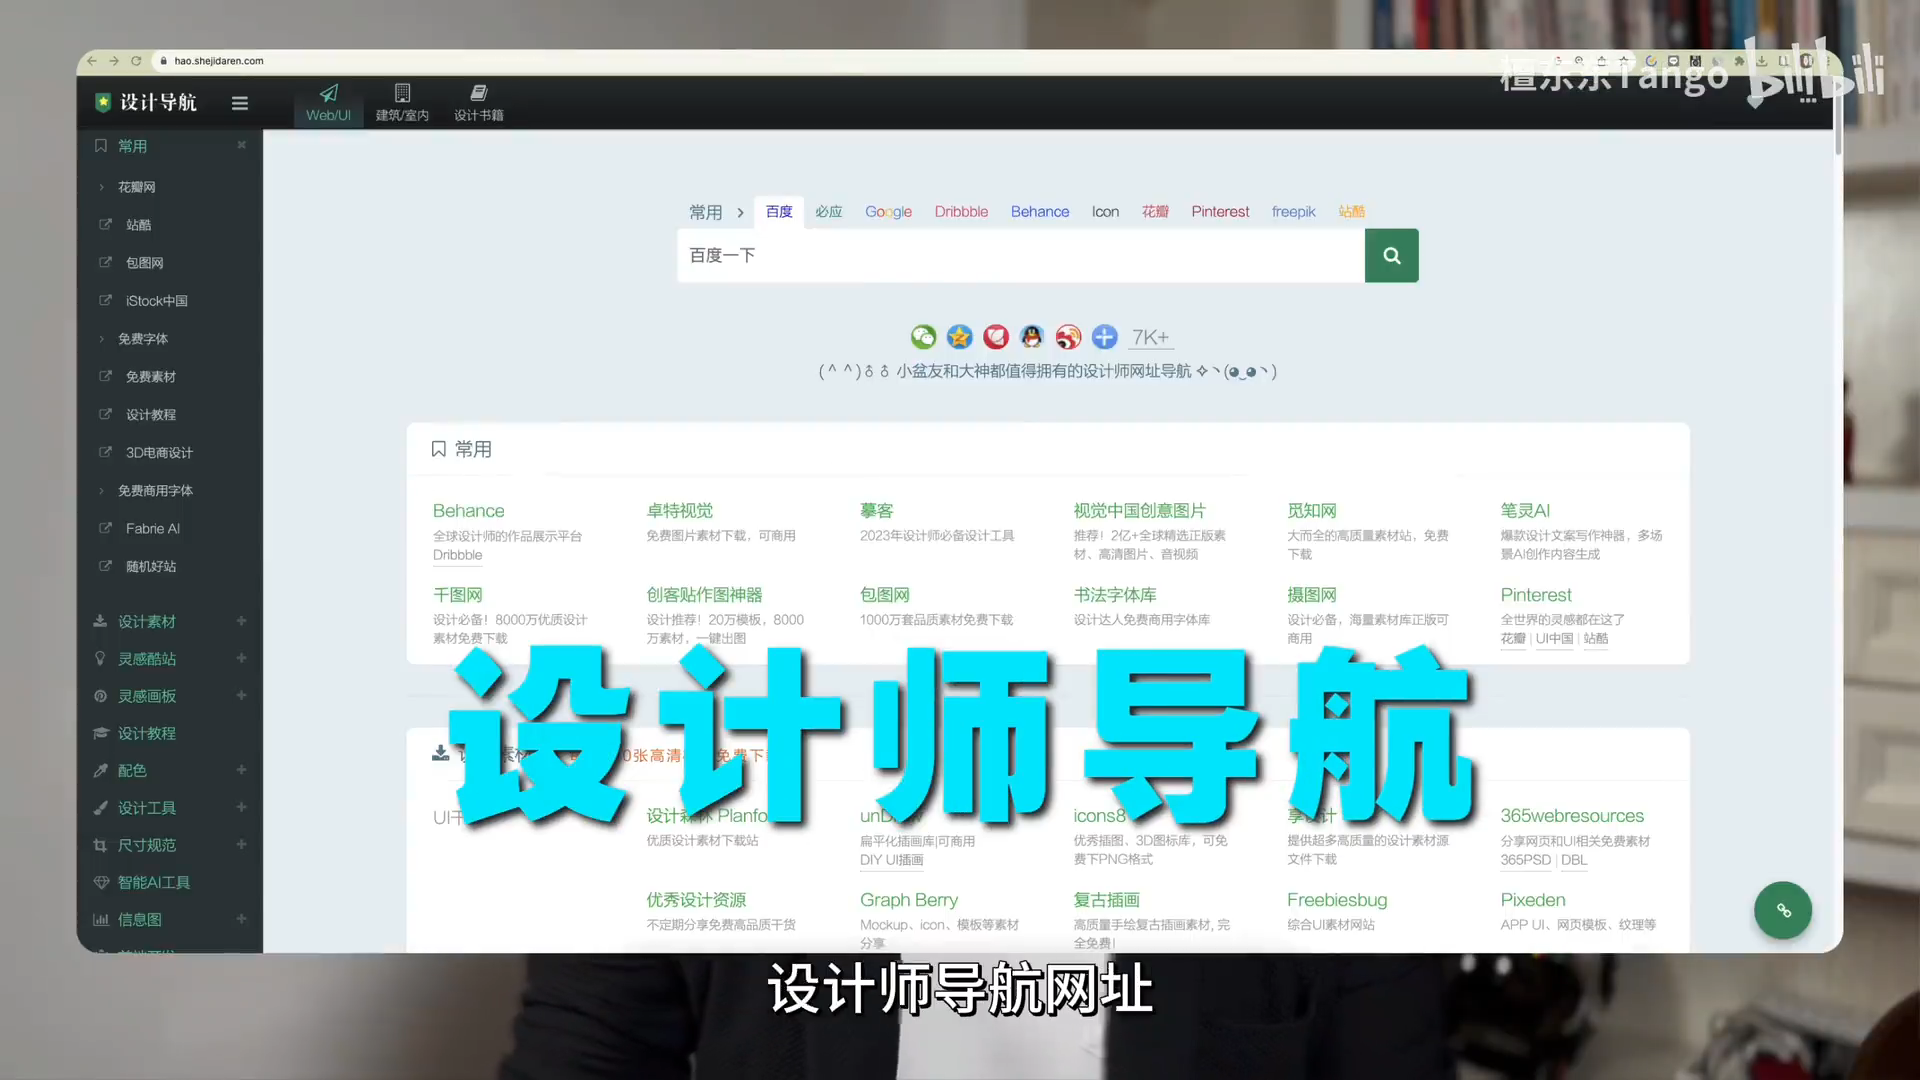 hao.shejidaren.com
檀东东Tango bilibili
设计导航
Web/UI
建筑/室内
设计书籍
常用
花瓣网
站酷
包图网
iStock中国
免费字体
免费素材
设计教程
3D电商设计
免费商用字体
Fabrie AI
随机好站
设计素材
灵感酷站
灵感画板
设计教程
配色
设计工具
尺寸规范
智能AI工具
信息图
常用 › 百度 必应 Google Dribbble Behance Icon 花瓣 Pinterest freepik 站酷
百度一下
7K+
小盆友和大神都值得拥有的设计师网址导航
常用
Behance
全球设计师的作品展示平台
Dribbble
卓特视觉
免费图片素材下载，可商用
摹客
2023年设计师必备设计工具
视觉中国创意图片
推荐！2亿+全球精选正版素
材、高清图片、音视频
觅知网
大而全的高质量素材站，免费
下载
笔灵AI
爆款设计文案写作神器，多场
景AI创作内容生成
千图网
设计必备！8000万优质设计
素材免费下载
创客贴作图神器
设计推荐！20万模板，8000
万素材，一键出图
包图网
1000万套品质素材免费下载
书法字体库
设计达人免费商用字体库
摄图网
设计必备，海量素材库正版可
商用
Pinterest
全世界的灵感都在这了
花瓣 | UI中国 | 站酷
设计师导航
优质设计素材下载站
扁平化插画库|可商用
DIY UI插画
icons8
优秀插图、3D图标库，可免
费下PNG格式
享设计
提供超多高质量的设计素材源
文件下载
365webresources
分享网页和UI相关免费素材
365PSD | DBL
优秀设计资源
不定期分享免费高品质干货
Graph Berry
Mockup、icon、模板等素材
分享
复古插画
高质量手绘复古插画素材, 完
全免费!
Freebiesbug
综合UI素材网站
Pixeden
APP UI、网页模板、纹理等
设计师导航网址